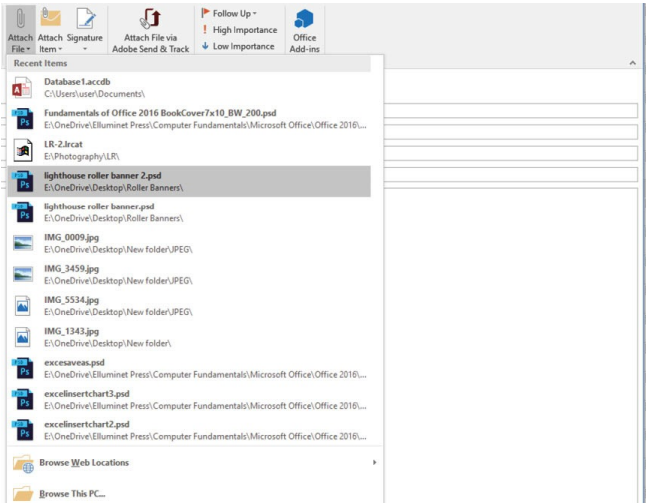 Attach File
Attach Item
Signature
Attach File via Adobe Send & Track
Follow Up
High Importance
Low Importance
Office Add-ins
Recent Items
Database1.accdb
C:\Users\user\Documents\
Fundamentals of Office 2016 BookCover7x10_BW_200.psd
E:\OneDrive\Elluminet Press\Computer Fundamentals\Microsoft Office\Office 2016\...
LR-2.lrcat
E:\Photography\LR\
lighthouse roller banner 2.psd
E:\OneDrive\Desktop\Roller Banners\
lighthouse roller banner.psd
E:\OneDrive\Desktop\Roller Banners\
IMG_0009.jpg
E:\OneDrive\Desktop\New folder\JPEG\
IMG_3459.jpg
E:\OneDrive\Desktop\New folder\JPEG\
IMG_5534.jpg
E:\OneDrive\Desktop\New folder\JPEG\
IMG_1343.jpg
E:\OneDrive\Desktop\New folder\
excesaveas.psd
E:\OneDrive\Elluminet Press\Computer Fundamentals\Microsoft Office\Office 2016\...
excelinsertchart3.psd
E:\OneDrive\Elluminet Press\Computer Fundamentals\Microsoft Office\Office 2016\...
excelinsertchart2.psd
E:\OneDrive\Elluminet Press\Computer Fundamentals\Microsoft Office\Office 2016\...
Browse Web Locations
Browse This PC...